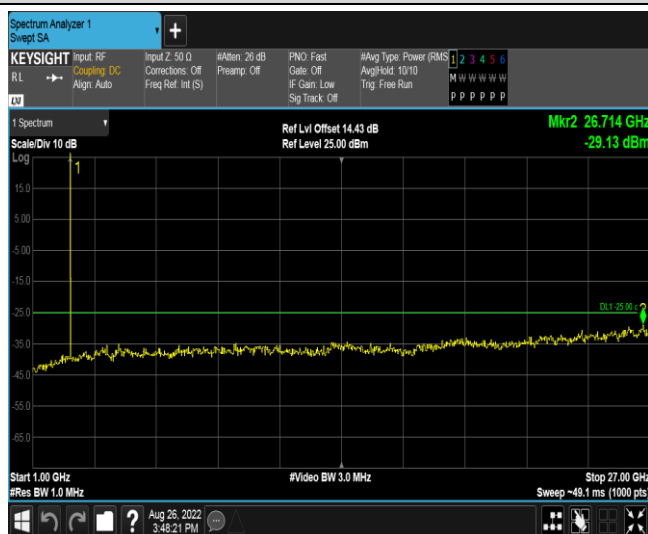 Spectrum Analyzer 1
Swept SA
+
KEYSIGHT
RL
LXI
Input: RF
Coupling: DC
Align: Auto
Input Z: 50 Ω
Corrections: Off
Freq Ref: Int (S)
#Atten: 26 dB
Preamp: Off
PNO: Fast
Gate: Off
IF Gain: Low
Sig Track: Off
#Avg Type: Power (RMS
Avg|Hold: 10/10
Trig: Free Run
1 2 3 4 5 6
M W W W W W
P P P P P P
1 Spectrum
Scale/Div 10 dB
Ref Lvl Offset 14.43 dB
Ref Level 25.00 dBm
Mkr2 26.714 GHz
-29.13 dBm
Log
1
15.0
5.00
-5.00
-15.0
-25.0
-35.0
-45.0
-55.0
-65.0
DL1 -25.00
2
Start 1.00 GHz
#Res BW 1.0 MHz
#Video BW 3.0 MHz
Stop 27.00 GHz
Sweep ~49.1 ms (1000 pts)
?
Aug 26, 2022
3:48:21 PM